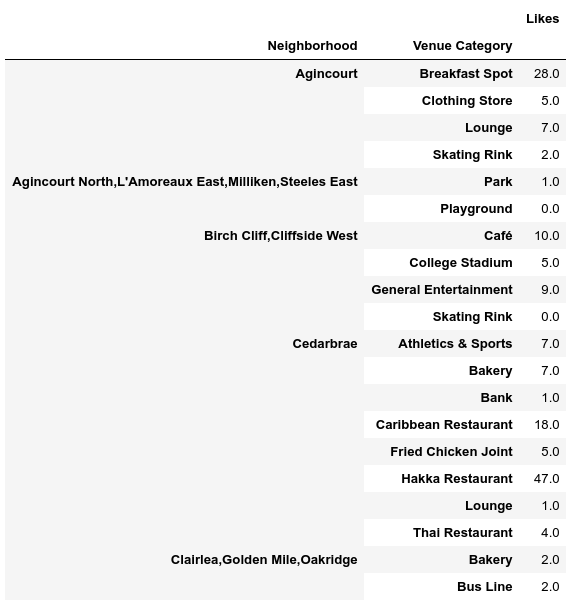 Likes
Neighborhood Venue Category
Agincourt Breakfast Spot 28.0
Clothing Store 5.0
Lounge 7.0
Skating Rink 2.0
Agincourt North,L'Amoreaux East,Milliken,Steeles East Park 1.0
Playground 0.0
Birch Cliff,Cliffside West Café 10.0
College Stadium 5.0
General Entertainment 9.0
Skating Rink 0.0
Cedarbrae Athletics & Sports 7.0
Bakery 7.0
Bank 1.0
Caribbean Restaurant 18.0
Fried Chicken Joint 5.0
Hakka Restaurant 47.0
Lounge 1.0
Thai Restaurant 4.0
Clairlea,Golden Mile,Oakridge Bakery 2.0
Bus Line 2.0